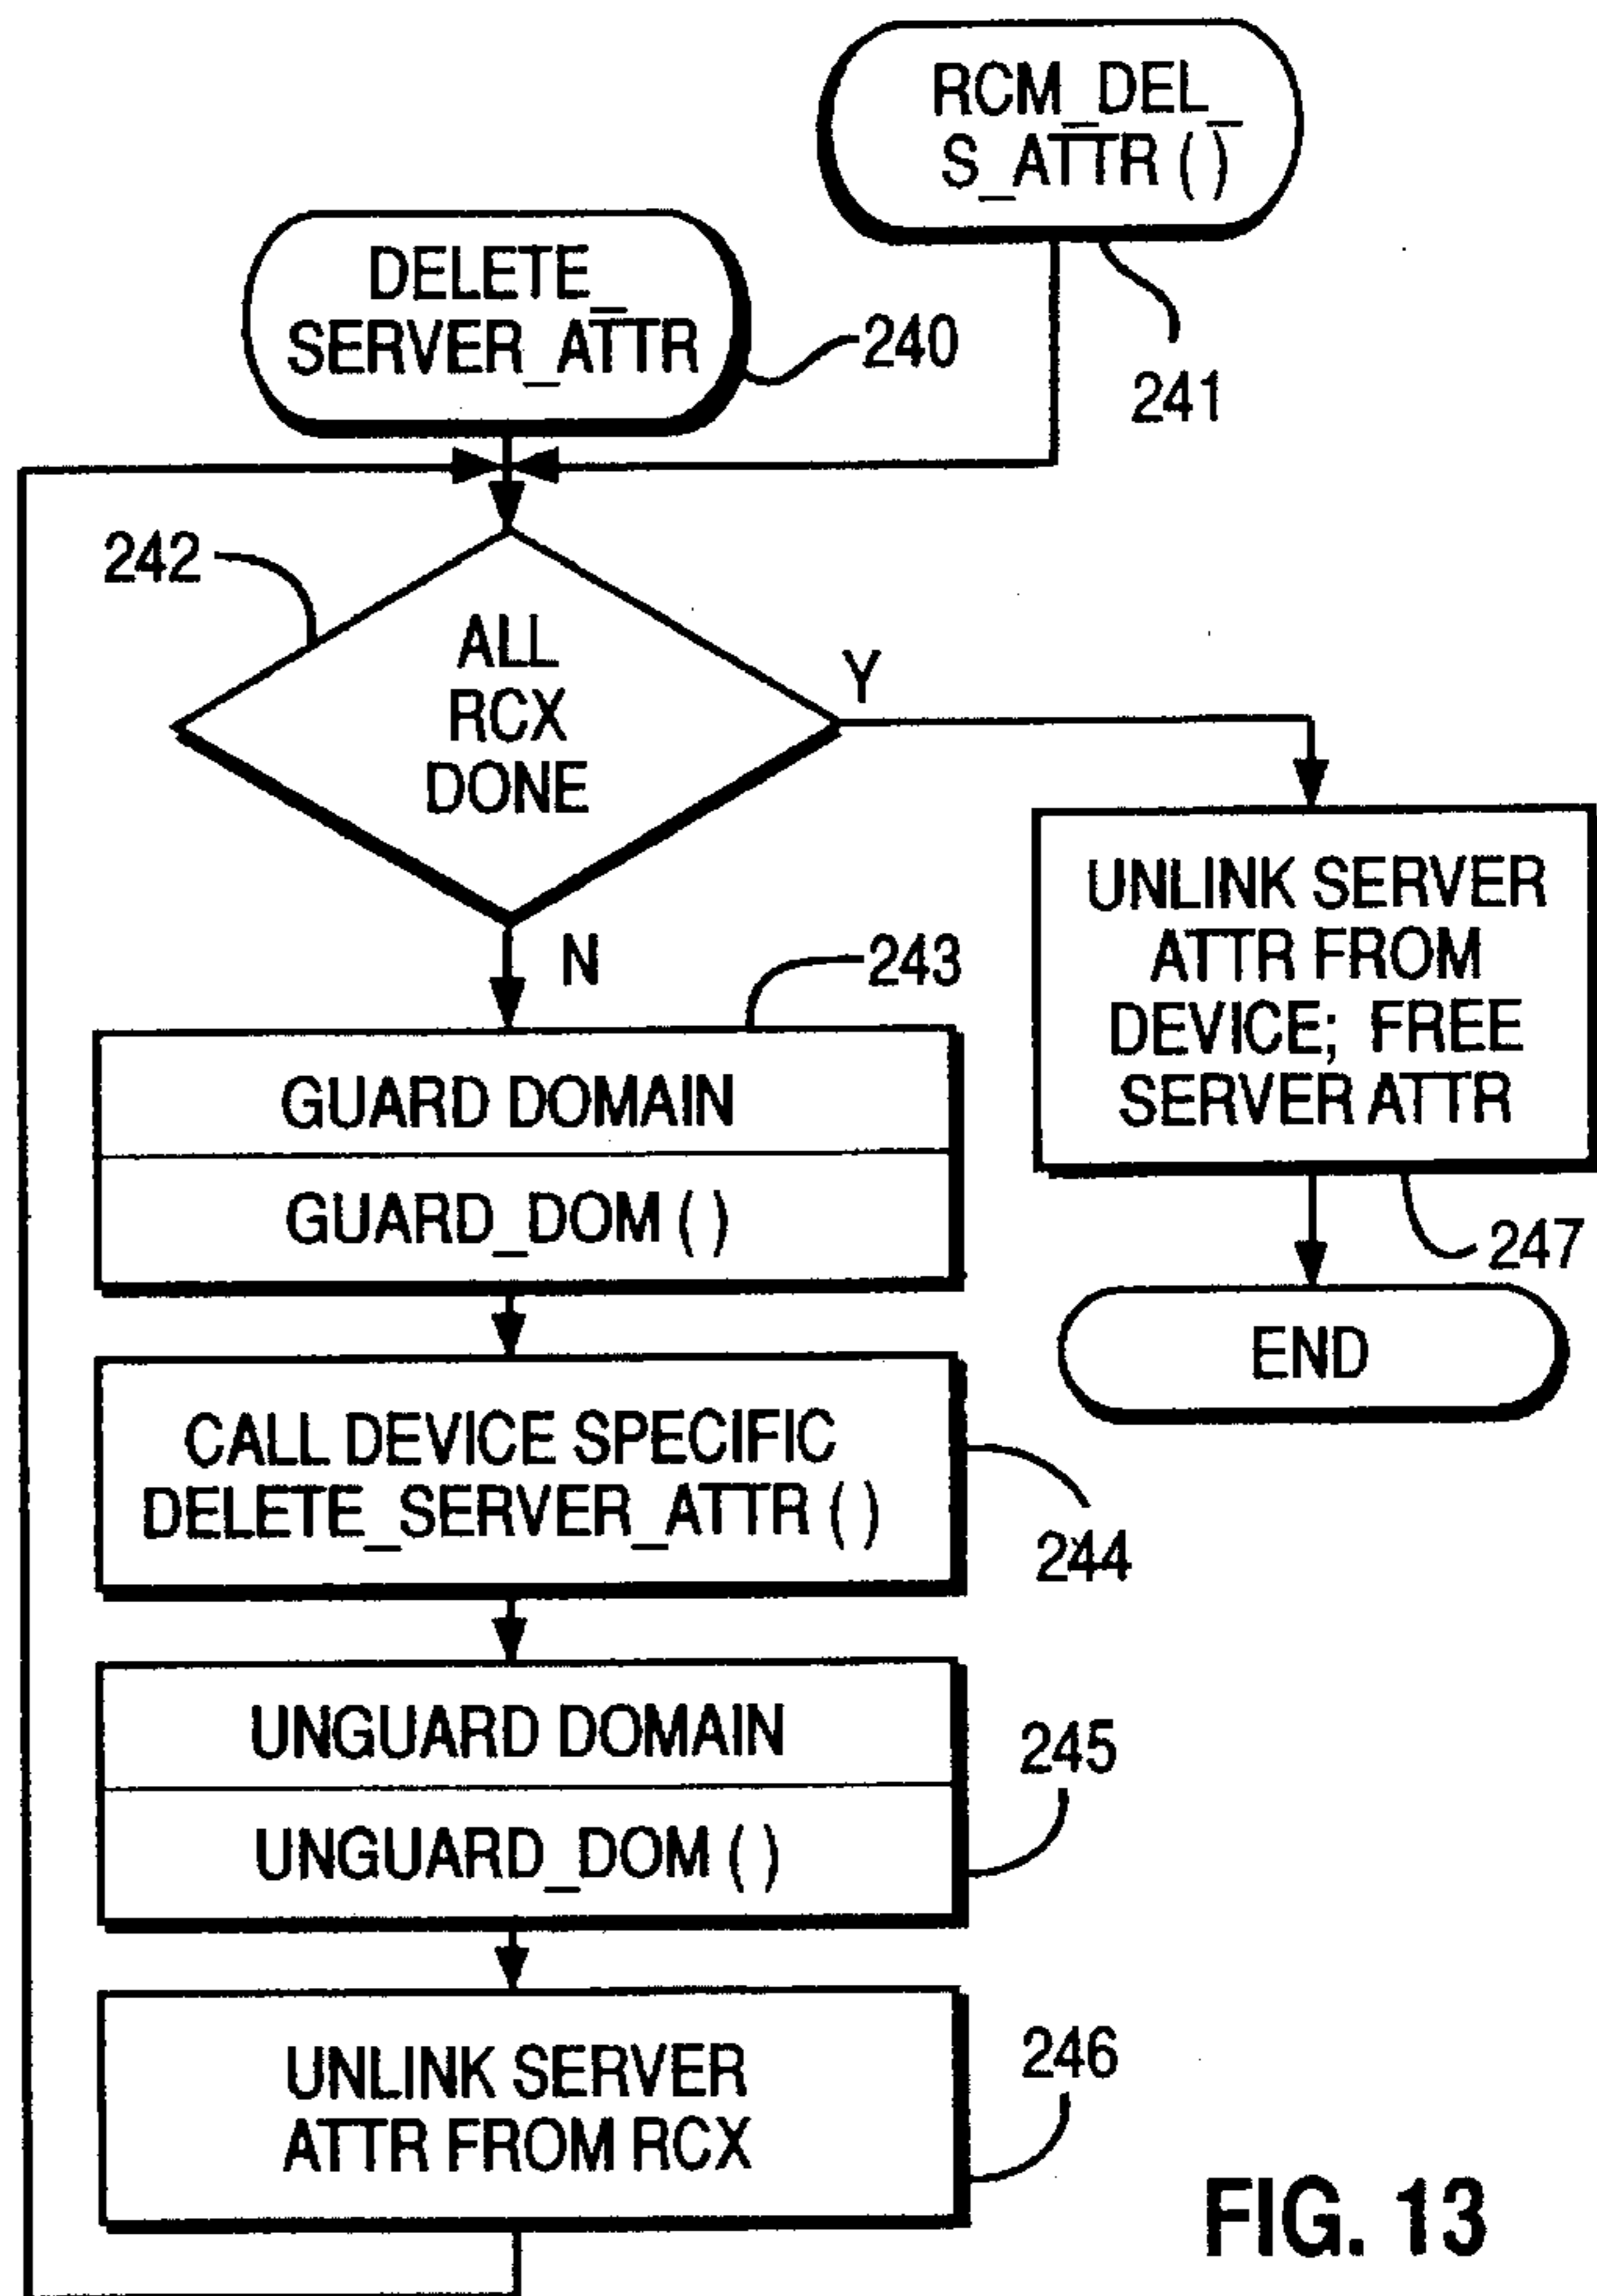 RCM_DEL_
S_ATTR ( )
241
DELETE_
SERVER_ATTR
240
242
ALL
RCX
DONE
Y
N
UNLINK SERVER
ATTR FROM
DEVICE; FREE
SERVER ATTR
247
END
243
GUARD DOMAIN
GUARD_DOM ( )
CALL DEVICE SPECIFIC
DELETE_SERVER_ATTR ( )
244
UNGUARD DOMAIN
UNGUARD_DOM ( )
245
UNLINK SERVER
ATTR FROM RCX
246
FIG. 13